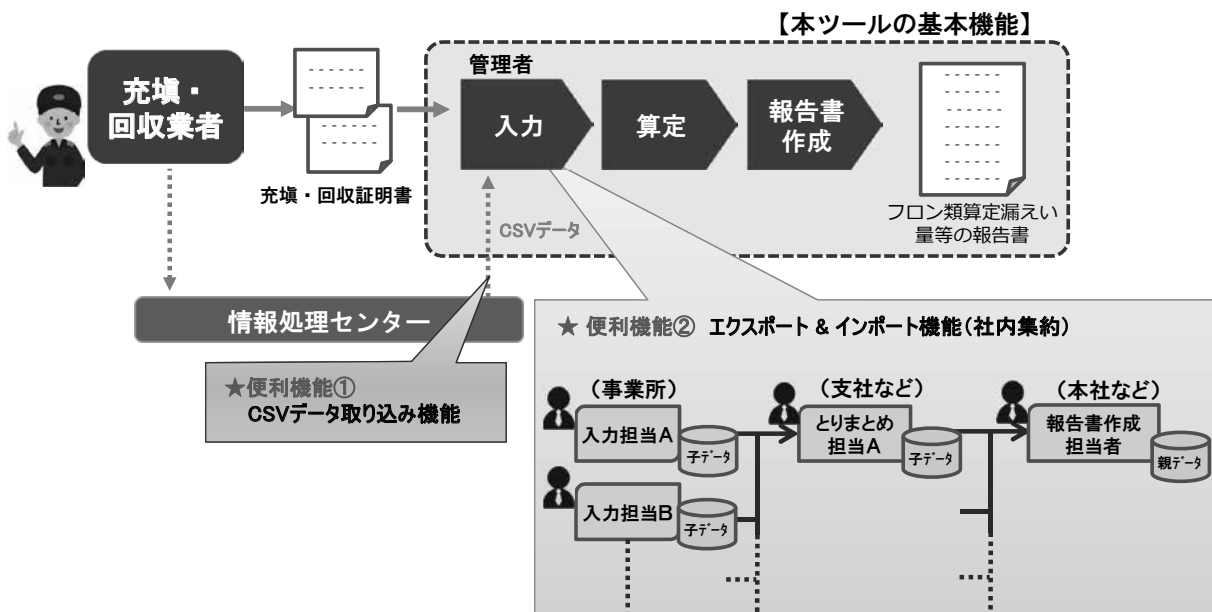 【本ツールの基本機能】
充塡・
回収業者
充塡・回収証明書
管理者
入力
算定
報告書
作成
フロン類算定漏えい
量等の報告書
CSVデータ
情報処理センター
★便利機能①
CSVデータ取り込み機能
★ 便利機能② エクスポート & インポート機能(社内集約)
(事業所)
入力担当A
子データ
入力担当B
子データ
(支社など)
とりまとめ
担当A
子データ
(本社など)
報告書作成
担当者
親データ